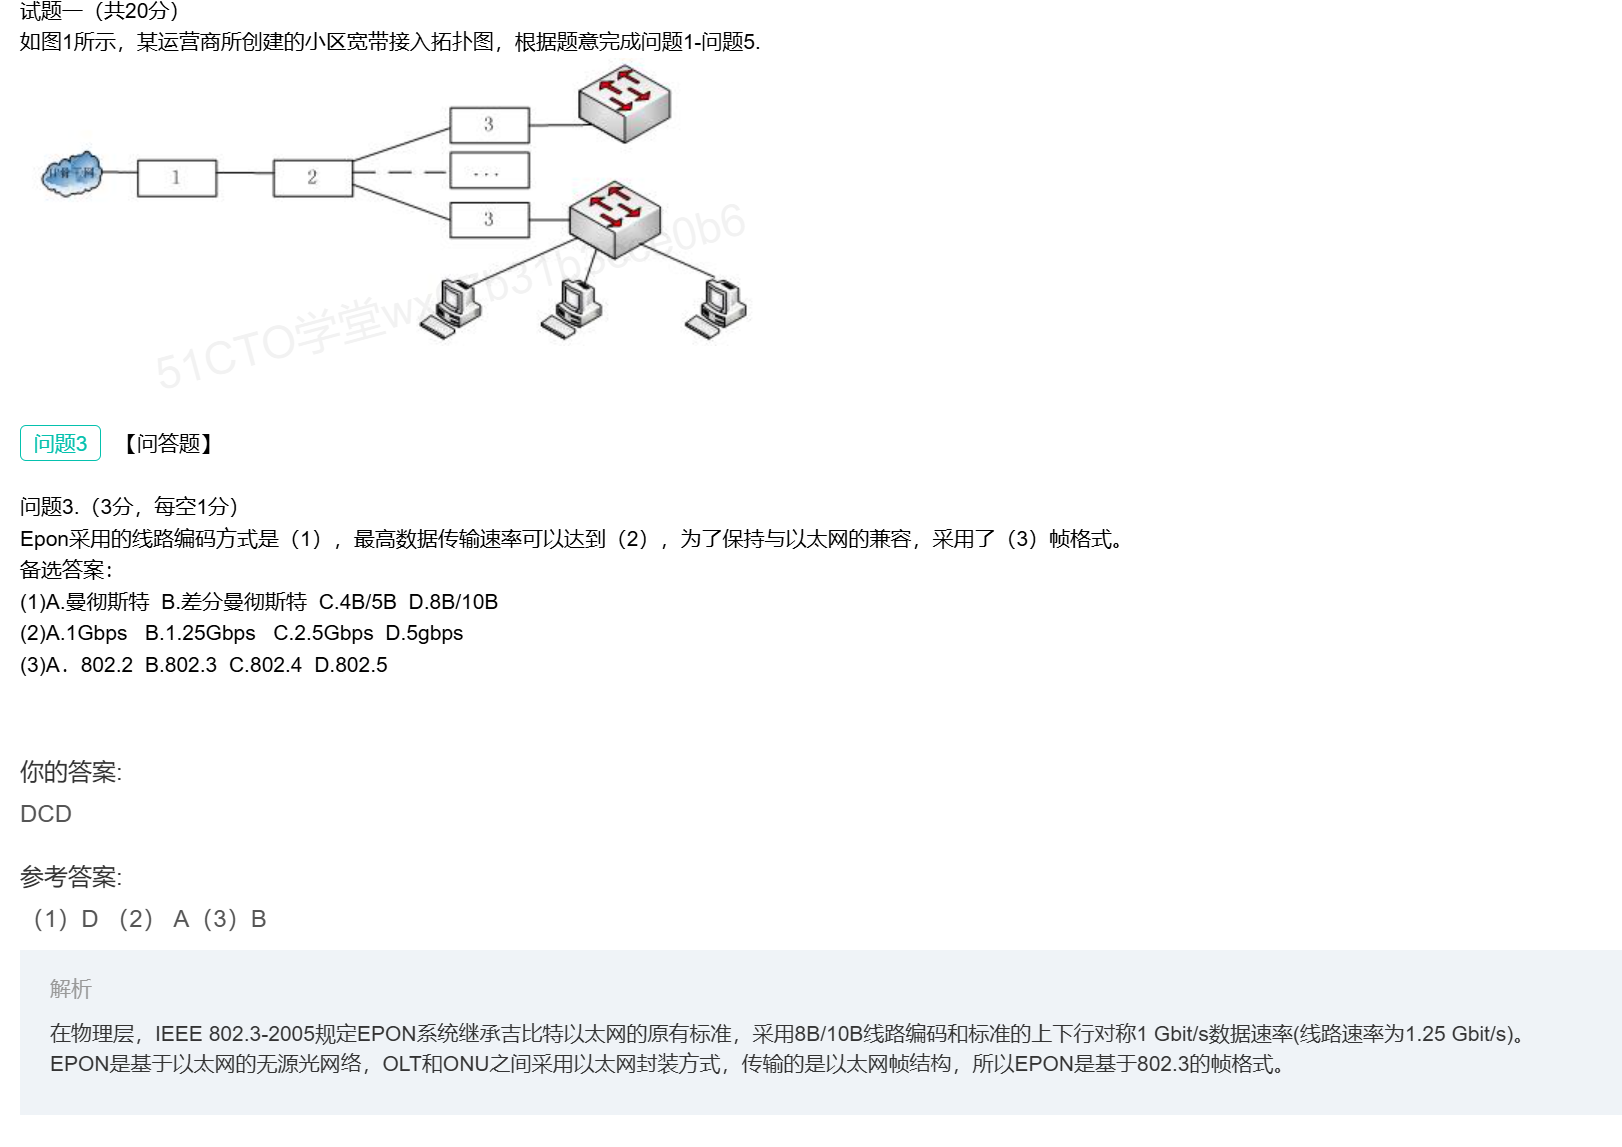 试题一（共20分）
如图1所示，某运营商所创建的小区宽带接入拓扑图，根据题意完成问题1-问题5.
3
1
2
...
3
问题3 【问答题】
问题3.（3分，每空1分）
Epon采用的线路编码方式是（1），最高数据传输速率可以达到（2），为了保持与以太网的兼容，采用了（3）帧格式。
备选答案：
(1)A.曼彻斯特 B.差分曼彻斯特 C.4B/5B D.8B/10B
(2)A.1Gbps B.1.25Gbps C.2.5Gbps D.5gbps
(3)A．802.2 B.802.3 C.802.4 D.802.5
你的答案:
DCD
参考答案:
（1）D （2） A（3）B
解析
在物理层，IEEE 802.3-2005规定EPON系统继承吉比特以太网的原有标准，采用8B/10B线路编码和标准的上下行对称1 Gbit/s数据速率(线路速率为1.25 Gbit/s)。
EPON是基于以太网的无源光网络，OLT和ONU之间采用以太网封装方式，传输的是以太网帧结构，所以EPON是基于802.3的帧格式。